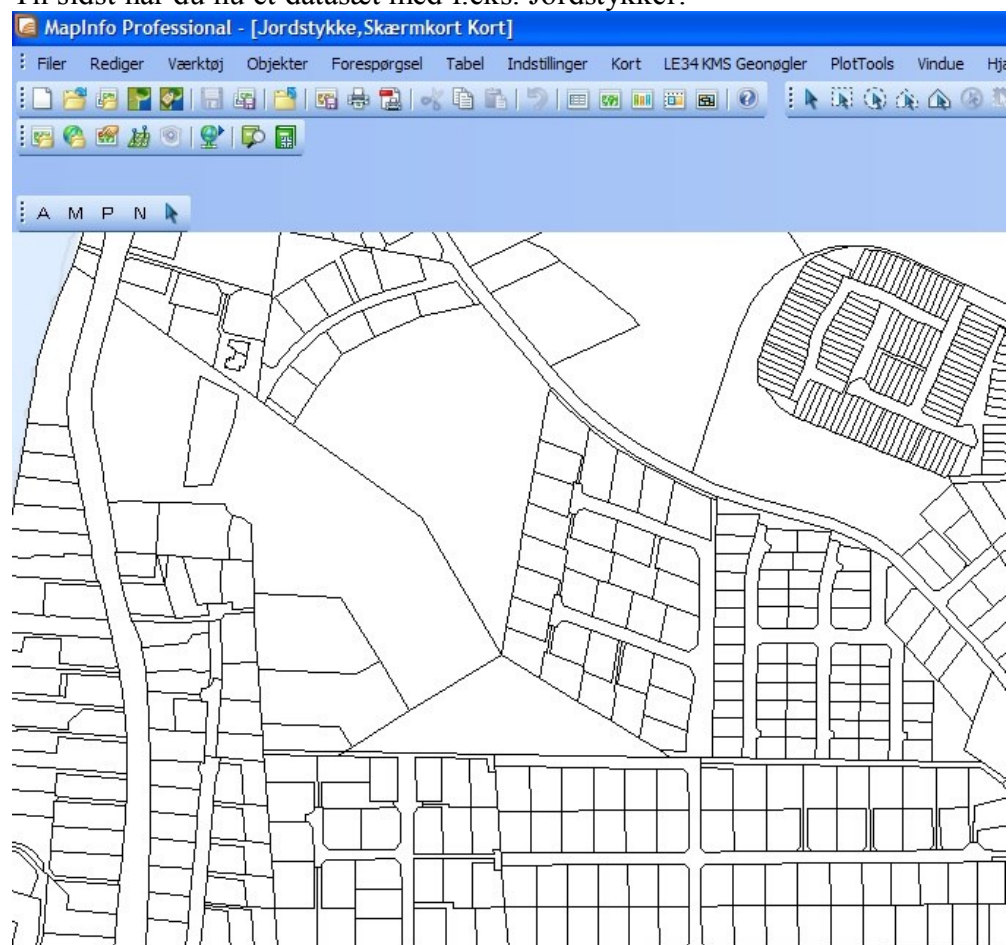 Til sidst har du nu et datasæt med f.eks. Jordstykker.
MapInfo Professional - [Jordstykke,Skærmkort Kort]
Filer Rediger Værktøj Objekter Forespørgsel Tabel Indstillinger Kort LE34 KMS Geonøgler PlotTools Vindue
A M P N